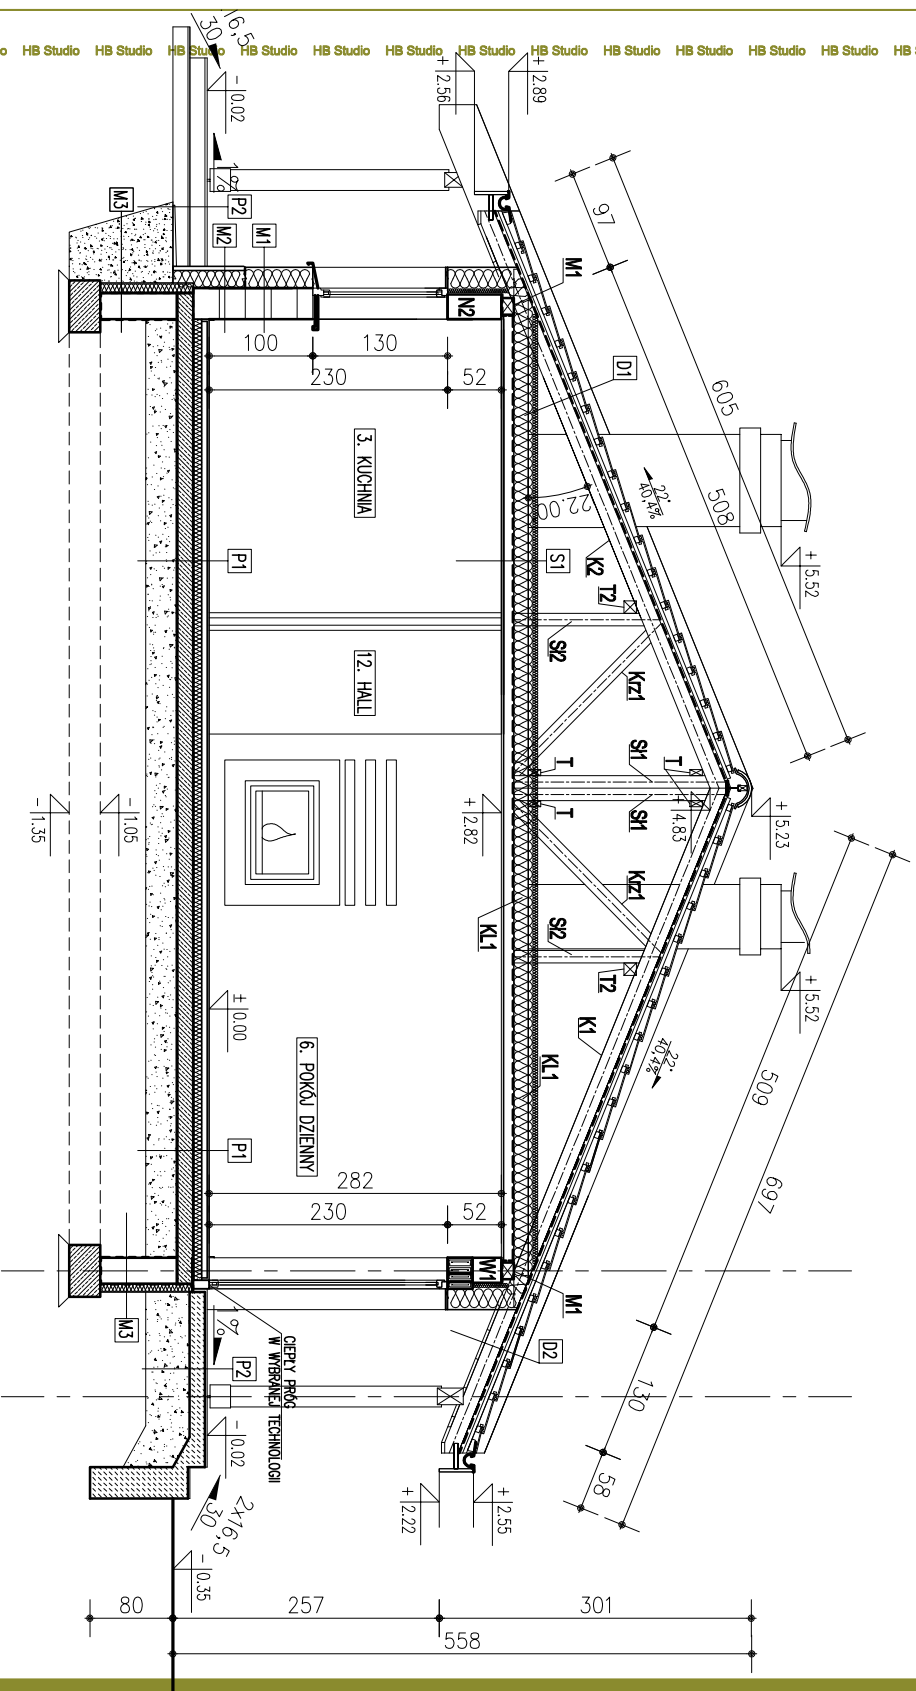 HB Studio HB Studio HB Studio HB Studio HB Studio HB Studio HB Studio HB Studio HB Studio HB Studio HB Studio HB Studio
16,5
30
- 0.02
1%
+ 2.56
+ 2.89
97
605
508
509
697
130
58
M3
P2
M2
M1
N2
M1
D1
100
130
230
52
3. KUCHNIA
22.00
22°
40.4%
K2
+ 5.52
P1
S1
T2
Sł2
Krz1
12. HALL
T
Sł1
T
T
Sł1
+ 4.83
+ 5.23
- 1.35
- 1.05
+ 2.82
Krz1
KL1
Sł2
T2
+ 5.52
± 0.00
K1
22°
40.4%
6. POKÓJ DZIENNY
KL1
P1
282
230
52
W1
M1
M3
1%
P2
CIEPŁY PRÓG
W WYBRANEJ TECHNOLOGII
D2
- 0.02
2x16,5
30
+ 2.22
+ 2.55
- 0.35
80
257
301
558